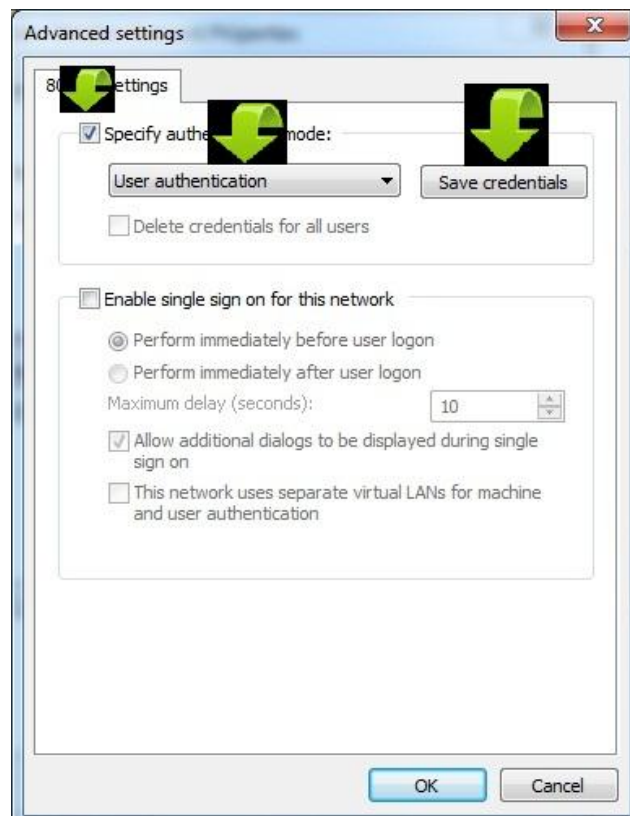 Advanced settings
80 ettings
Specify authe mode:
User authentication
Save credentials
Delete credentials for all users
Enable single sign on for this network
Perform immediately before user logon
Perform immediately after user logon
Maximum delay (seconds):
10
Allow additional dialogs to be displayed during single
sign on
This network uses separate virtual LANs for machine
and user authentication
OK
Cancel